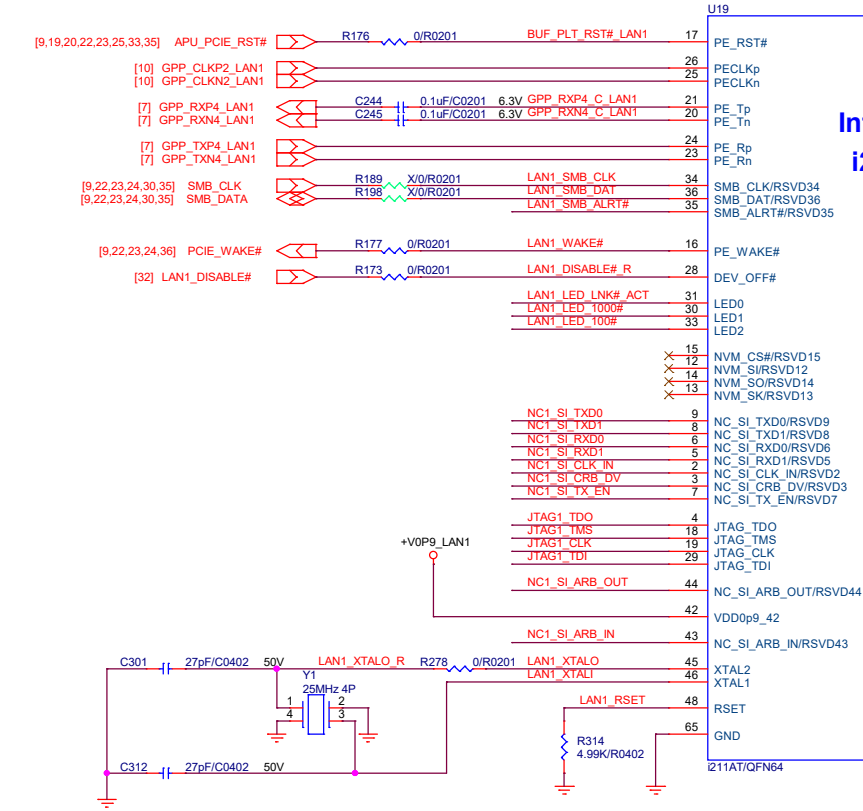 U19
[9,19,20,22,23,25,33,35] APU_PCIE_RST# R176 0/R0201 BUF_PLT_RST#_LAN1 17 PE_RST#
[10] GPP_CLKP2_LAN1 26 PECLKp
[10] GPP_CLKN2_LAN1 25 PECLKn
[7] GPP_RXP4_LAN1 C244 0.1uF/C0201 6.3V GPP_RXP4_C_LAN1 21 PE_Tp
[7] GPP_RXN4_LAN1 C245 0.1uF/C0201 6.3V GPP_RXN4_C_LAN1 20 PE_Tn
[7] GPP_TXP4_LAN1 24 PE_Rp
[7] GPP_TXN4_LAN1 23 PE_Rn
[9,22,23,24,30,35] SMB_CLK R189 X/0/R0201 LAN1_SMB_CLK 34 SMB_CLK/RSVD34
[9,22,23,24,30,35] SMB_DATA R198 X/0/R0201 LAN1_SMB_DAT 36 SMB_DAT/RSVD36
LAN1_SMB_ALRT# 35 SMB_ALRT#/RSVD35
[9,22,23,24,36] PCIE_WAKE# R177 0/R0201 LAN1_WAKE# 16 PE_WAKE#
[32] LAN1_DISABLE# R173 0/R0201 LAN1_DISABLE#_R 28 DEV_OFF#
LAN1_LED_LNK#_ACT 31 LED0
LAN1_LED_1000# 30 LED1
LAN1_LED_100# 33 LED2
15 NVM_CS#/RSVD15
12 NVM_SI/RSVD12
14 NVM_SO/RSVD14
13 NVM_SK/RSVD13
NC1_SI_TXD0 9 NC_SI_TXD0/RSVD9
NC1_SI_TXD1 8 NC_SI_TXD1/RSVD8
NC1_SI_RXD0 6 NC_SI_RXD0/RSVD6
NC1_SI_RXD1 5 NC_SI_RXD1/RSVD5
NC1_SI_CLK_IN 2 NC_SI_CLK_IN/RSVD2
NC1_SI_CRB_DV 3 NC_SI_CRB_DV/RSVD3
NC1_SI_TX_EN 7 NC_SI_TX_EN/RSVD7
JTAG1_TDO 4 JTAG_TDO
JTAG1_TMS 18 JTAG_TMS
JTAG1_CLK 19 JTAG_CLK
JTAG1_TDI 29 JTAG_TDI
+V0P9_LAN1
NC1_SI_ARB_OUT 44 NC_SI_ARB_OUT/RSVD44
42 VDD0p9_42
NC1_SI_ARB_IN 43 NC_SI_ARB_IN/RSVD43
C301 27pF/C0402 50V LAN1_XTALO_R R278 0/R0201 LAN1_XTALO 45 XTAL2
LAN1_XTALI 46 XTAL1
Y1
25MHz 4P
1 2
4 3
LAN1_RSET 48 RSET
65 GND
R314
4.99K/R0402
C312 27pF/C0402 50V
i211AT/QFN64